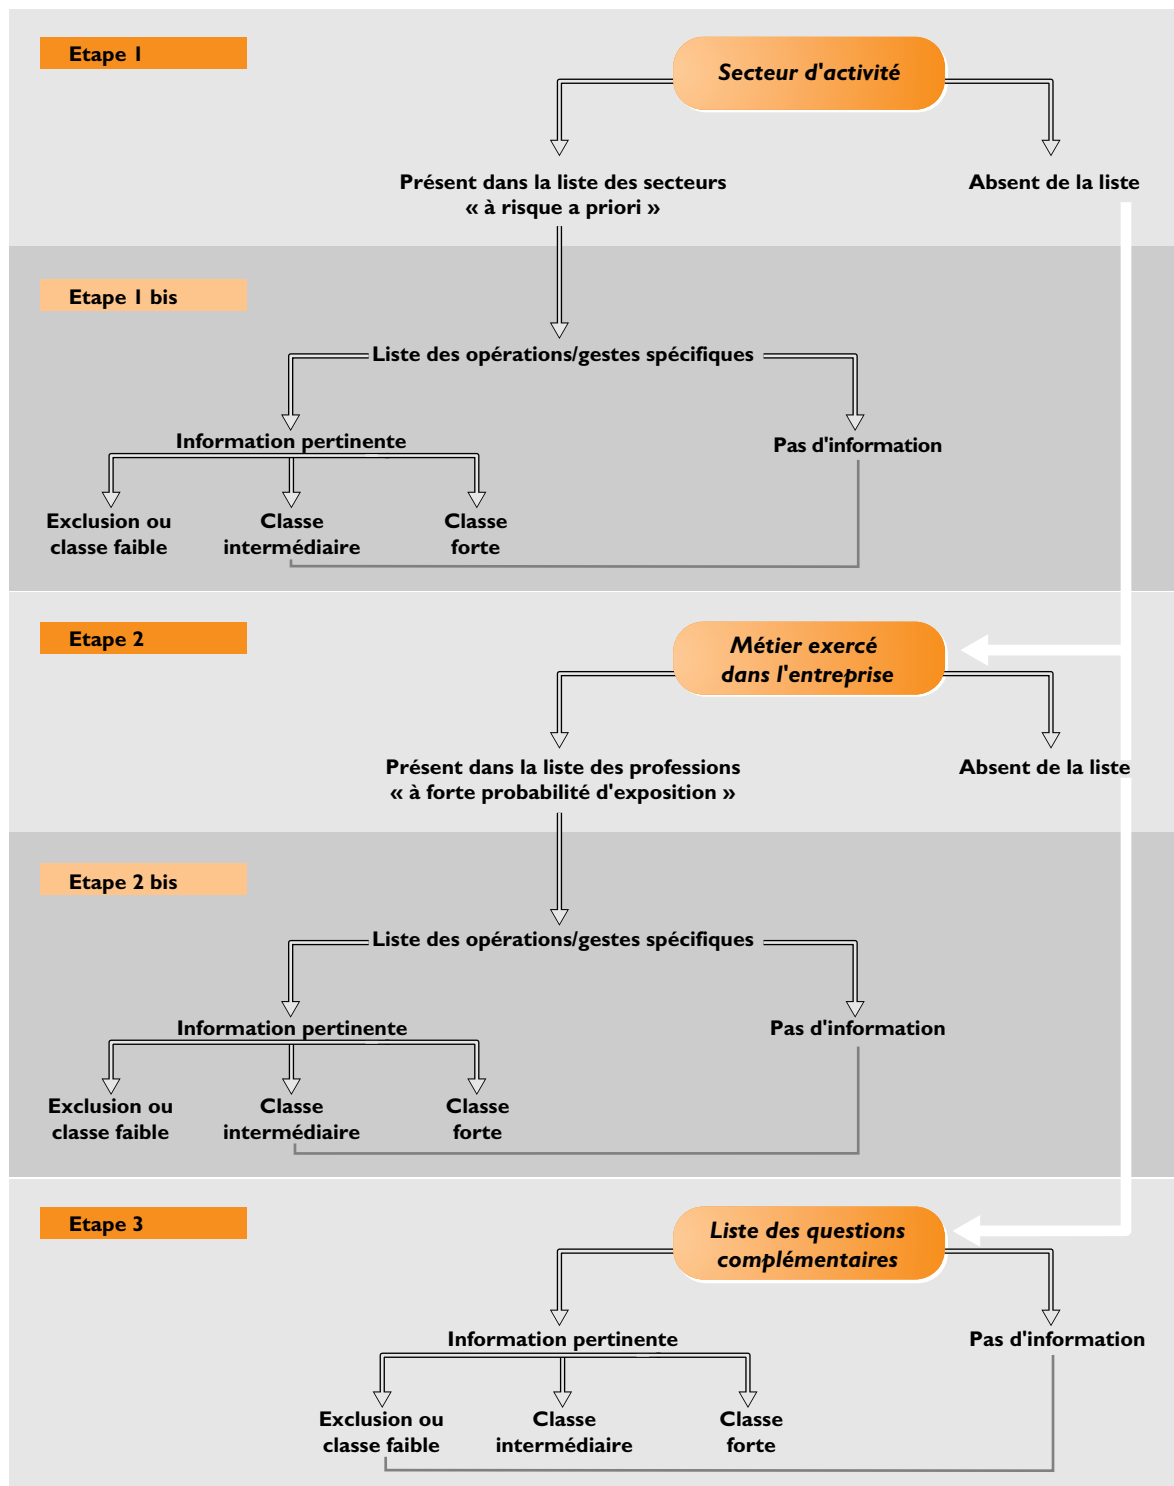 Etape 1
Secteur d'activité
Présent dans la liste des secteurs
« à risque a priori »
Absent de la liste
Etape 1 bis
Liste des opérations/gestes spécifiques
Information pertinente
Pas d'information
Exclusion ou
classe faible
Classe
intermédiaire
Classe
forte
Etape 2
Métier exercé
dans l'entreprise
Présent dans la liste des professions
« à forte probabilité d'exposition »
Absent de la liste
Etape 2 bis
Liste des opérations/gestes spécifiques
Information pertinente
Pas d'information
Exclusion ou
classe faible
Classe
intermédiaire
Classe
forte
Etape 3
Liste des questions
complémentaires
Information pertinente
Pas d'information
Exclusion ou
classe faible
Classe
intermédiaire
Classe
forte